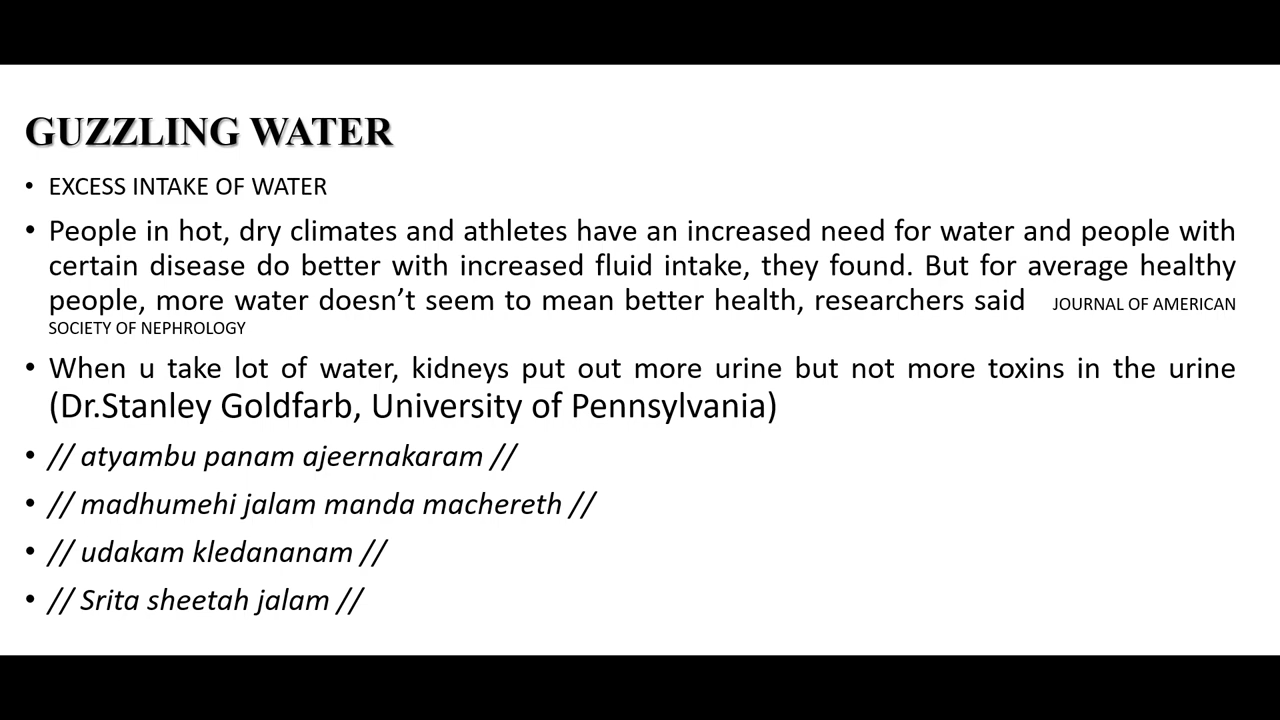 GUZZLING WATER
• EXCESS INTAKE OF WATER
• People in hot, dry climates and athletes have an increased need for water and people with
certain disease do better with increased fluid intake, they found. But for average healthy
people, more water doesn’t seem to mean better health, researchers said JOURNAL OF AMERICAN
SOCIETY OF NEPHROLOGY
• When u take lot of water, kidneys put out more urine but not more toxins in the urine
(Dr.Stanley Goldfarb, University of Pennsylvania)
• // atyambu panam ajeernakaram //
• // madhumehi jalam manda machereth //
• // udakam kledananam //
• // Srita sheetah jalam //